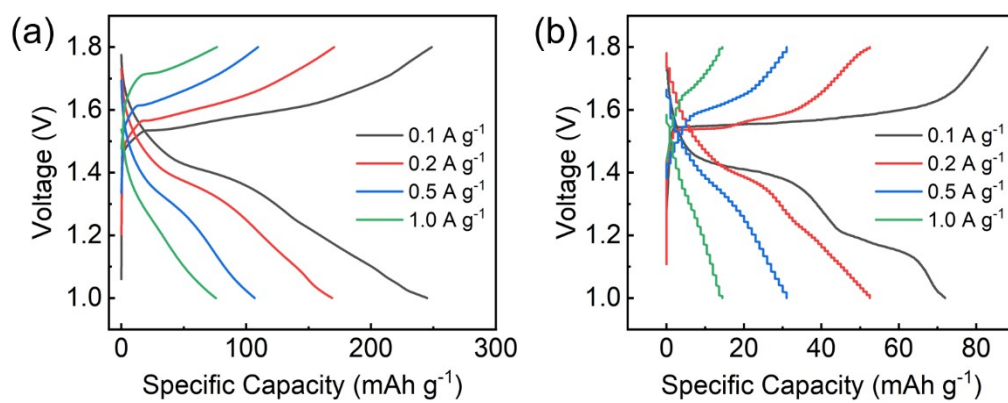 (a)
1.8
1.6
1.4
1.2
1.0
Voltage (V)
0.1 A g⁻¹
0.2 A g⁻¹
0.5 A g⁻¹
1.0 A g⁻¹
0 100 200 300
Specific Capacity (mAh g⁻¹)
(b)
1.8
1.6
1.4
1.2
1.0
Voltage (V)
0.1 A g⁻¹
0.2 A g⁻¹
0.5 A g⁻¹
1.0 A g⁻¹
0 20 40 60 80
Specific Capacity (mAh g⁻¹)